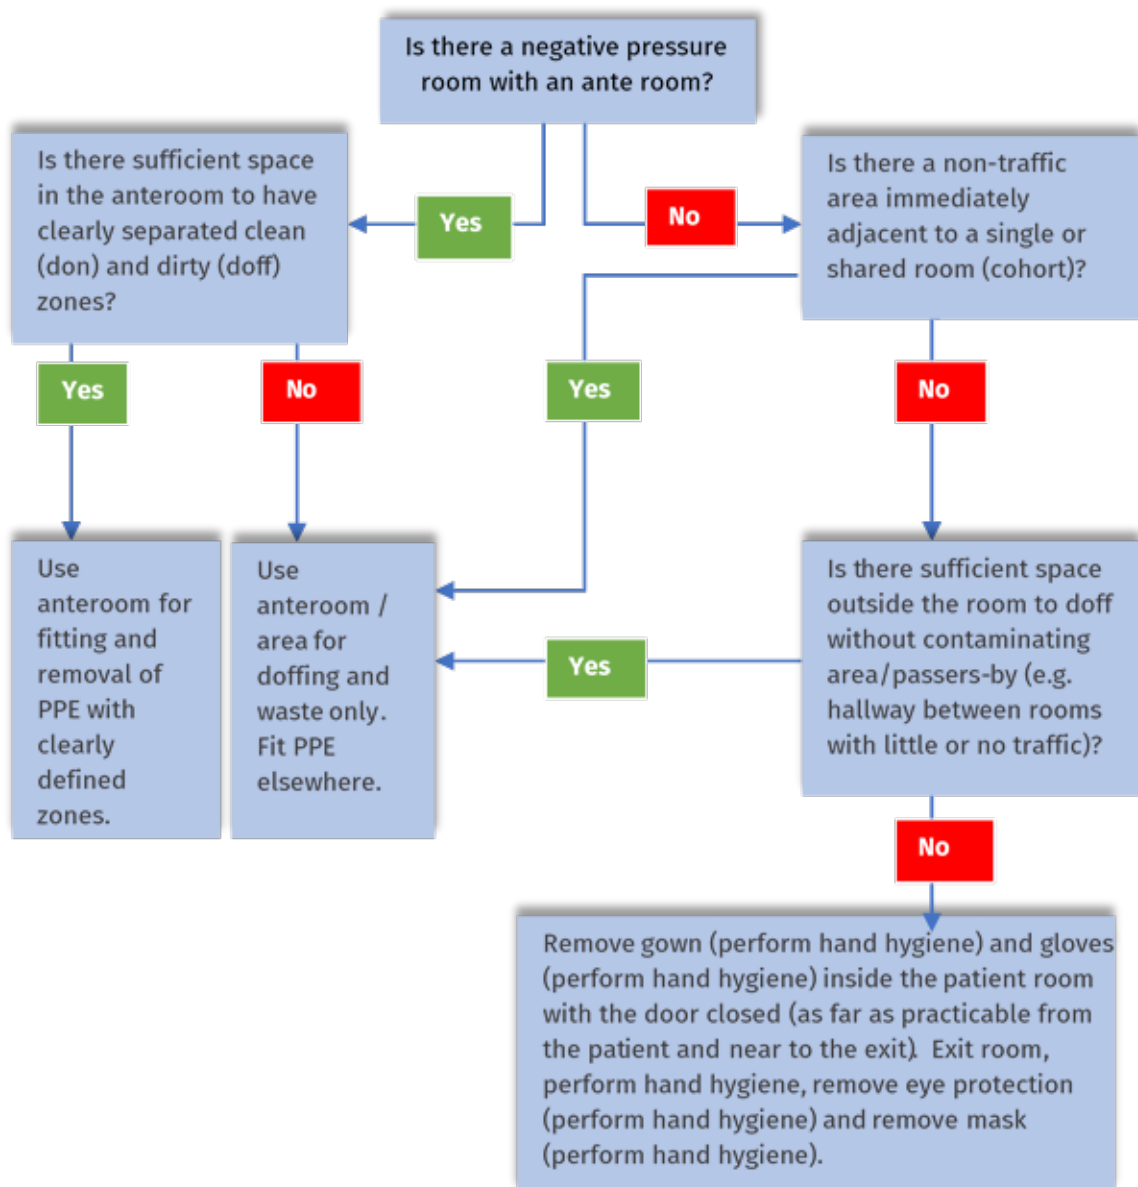 Is there a negative pressure
room with an ante room?
Is there sufficient space
in the anteroom to have
clearly separated clean
(don) and dirty (doff)
zones?
Yes
No
Is there a non-traffic
area immediately
adjacent to a single or
shared room (cohort)?
Yes
No
Yes
No
Use
anteroom for
fitting and
removal of
PPE with
clearly
defined
zones.
Use
anteroom /
area for
doffing and
waste only.
Fit PPE
elsewhere.
Is there sufficient space
outside the room to doff
without contaminating
area/passers-by (e.g.
hallway between rooms
with little or no traffic)?
Yes
No
Remove gown (perform hand hygiene) and gloves
(perform hand hygiene) inside the patient room
with the door closed (as far as practicable from
the patient and near to the exit). Exit room,
perform hand hygiene, remove eye protection
(perform hand hygiene) and remove mask
(perform hand hygiene).